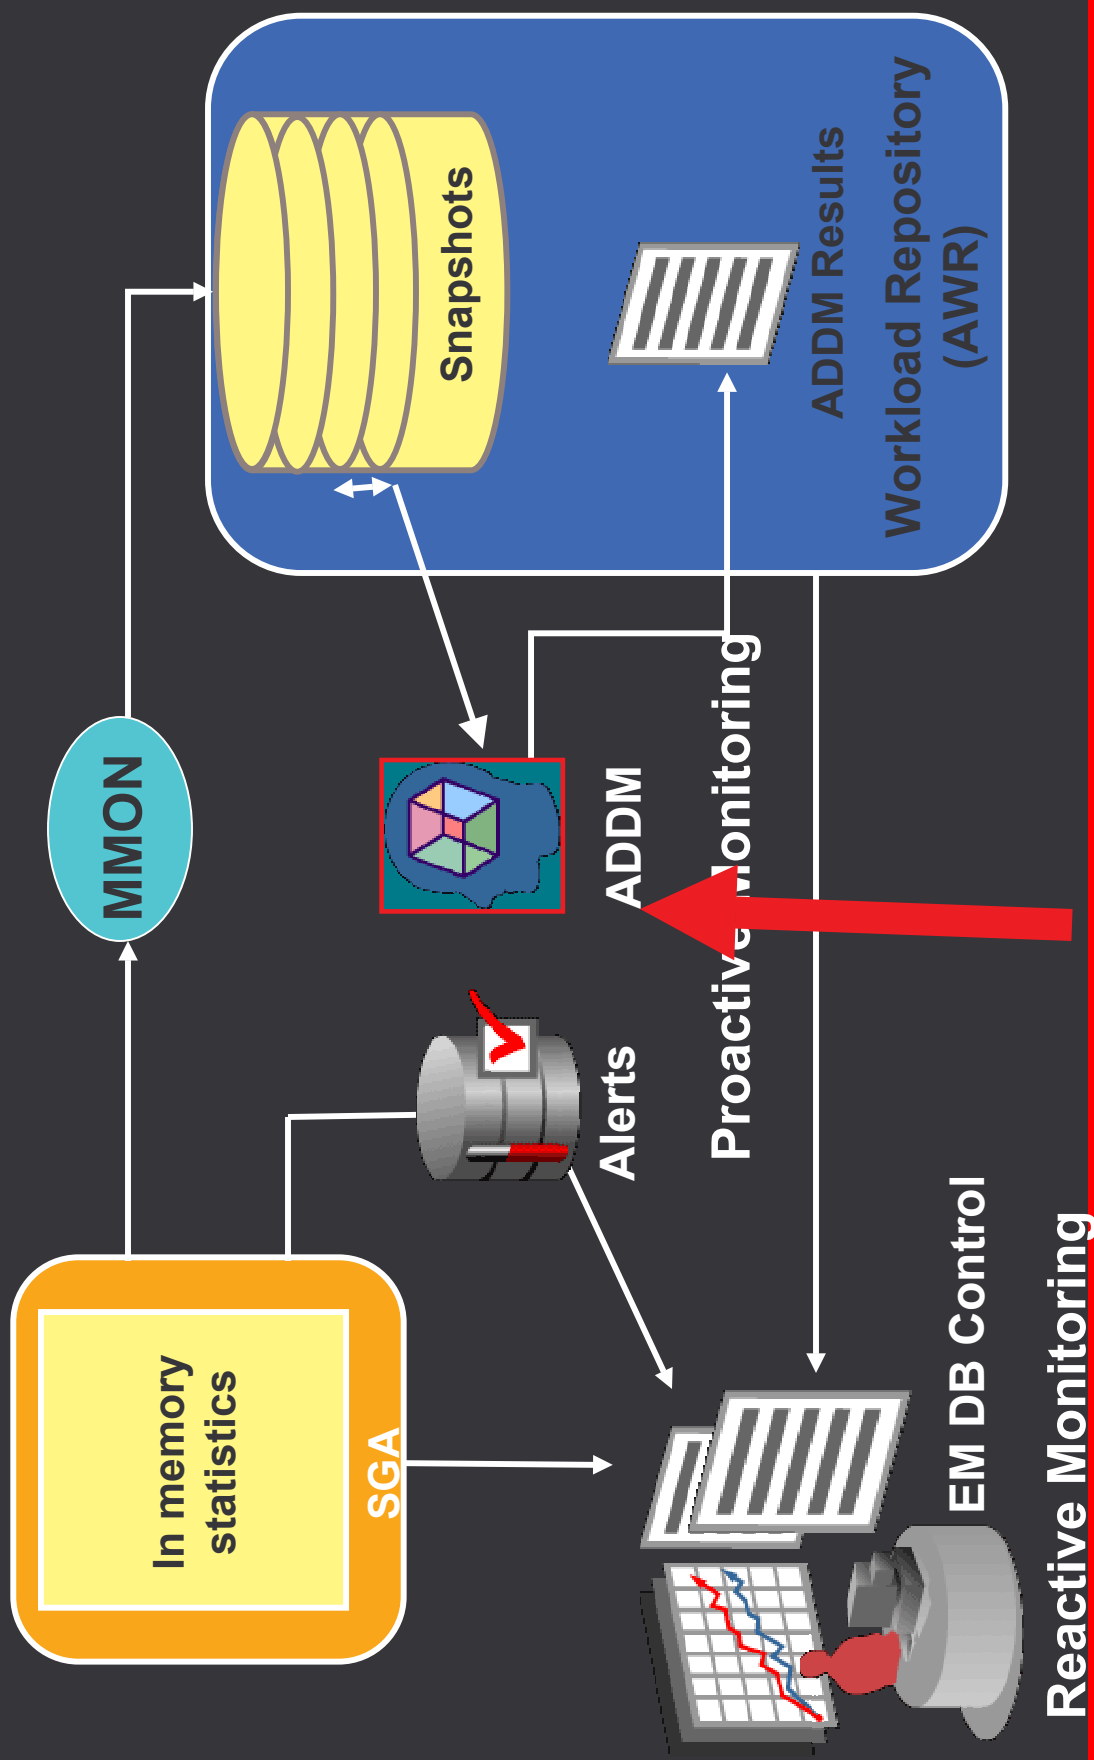 In memory
statistics
SGA
MMON
Snapshots
Alerts
ADDM
ADDM Results
Workload Repository
(AWR)
Proactive Monitoring
EM DB Control
Reactive Monitoring